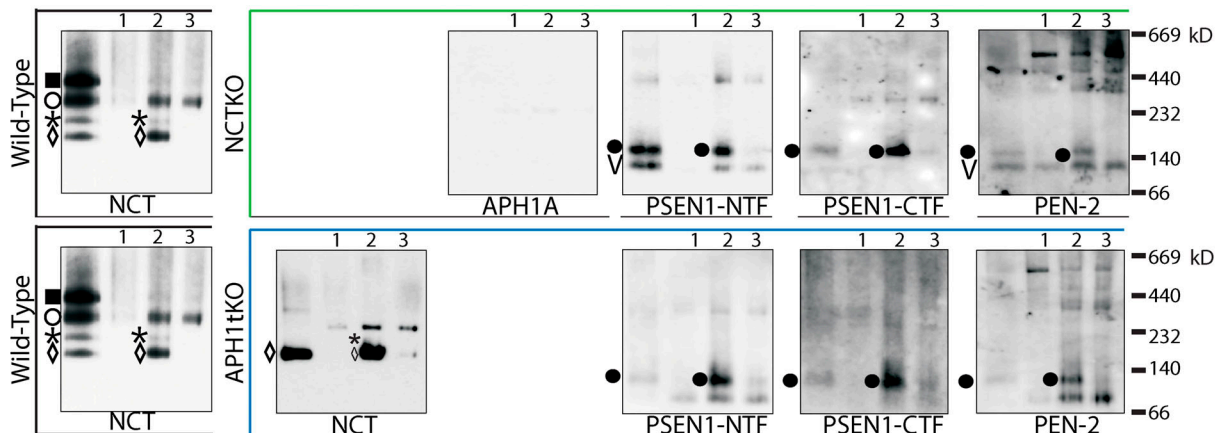 1 2 3
1 2 3
1 2 3
1 2 3
1 2 3
669 kD
440
232
140
66
Wild-Type
NCTKO
V
V
NCT
APH1A
PSEN1-NTF
PSEN1-CTF
PEN-2
1 2 3
1 2 3
1 2 3
1 2 3
1 2 3
669 kD
440
232
140
66
Wild-Type
APH1tKO
NCT
NCT
PSEN1-NTF
PSEN1-CTF
PEN-2